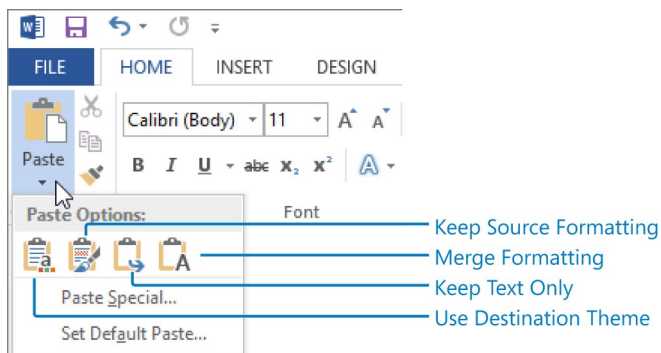 FILE HOME INSERT DESIGN
Calibri (Body) 11 A A
Paste
B I U abc X₂ X² A
Paste Options:
Font
Keep Source Formatting
Merge Formatting
Keep Text Only
Use Destination Theme
Paste Special...
Set Default Paste...